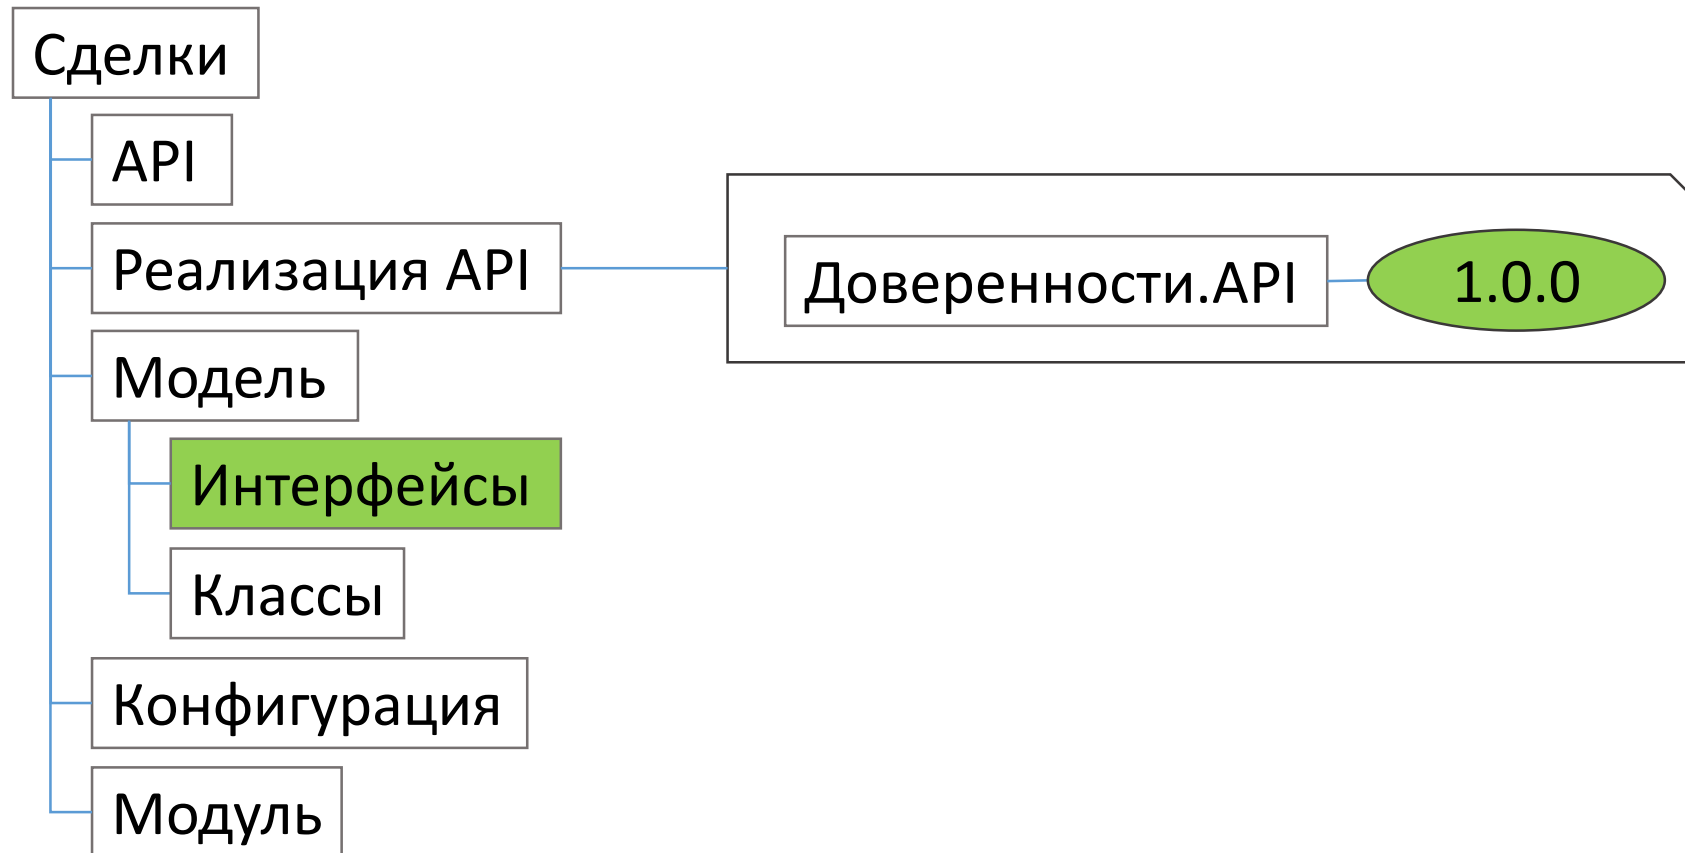 Сделки
API
Реализация API
Доверенности.API
1.0.0
Модель
Интерфейсы
Классы
Конфигурация
Модуль